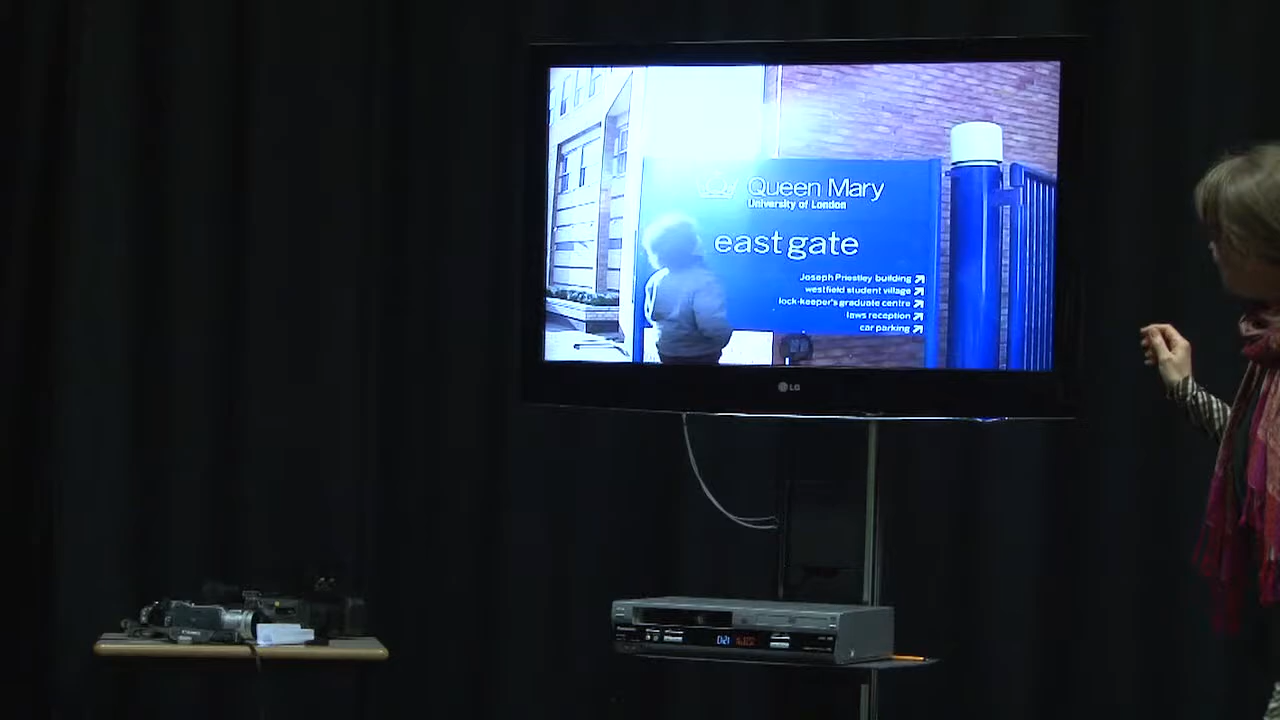 Queen Mary
University of London
east gate
Joseph Priestley building
westfield student village
lock-keeper's graduate centre
laws reception
car parking
LG